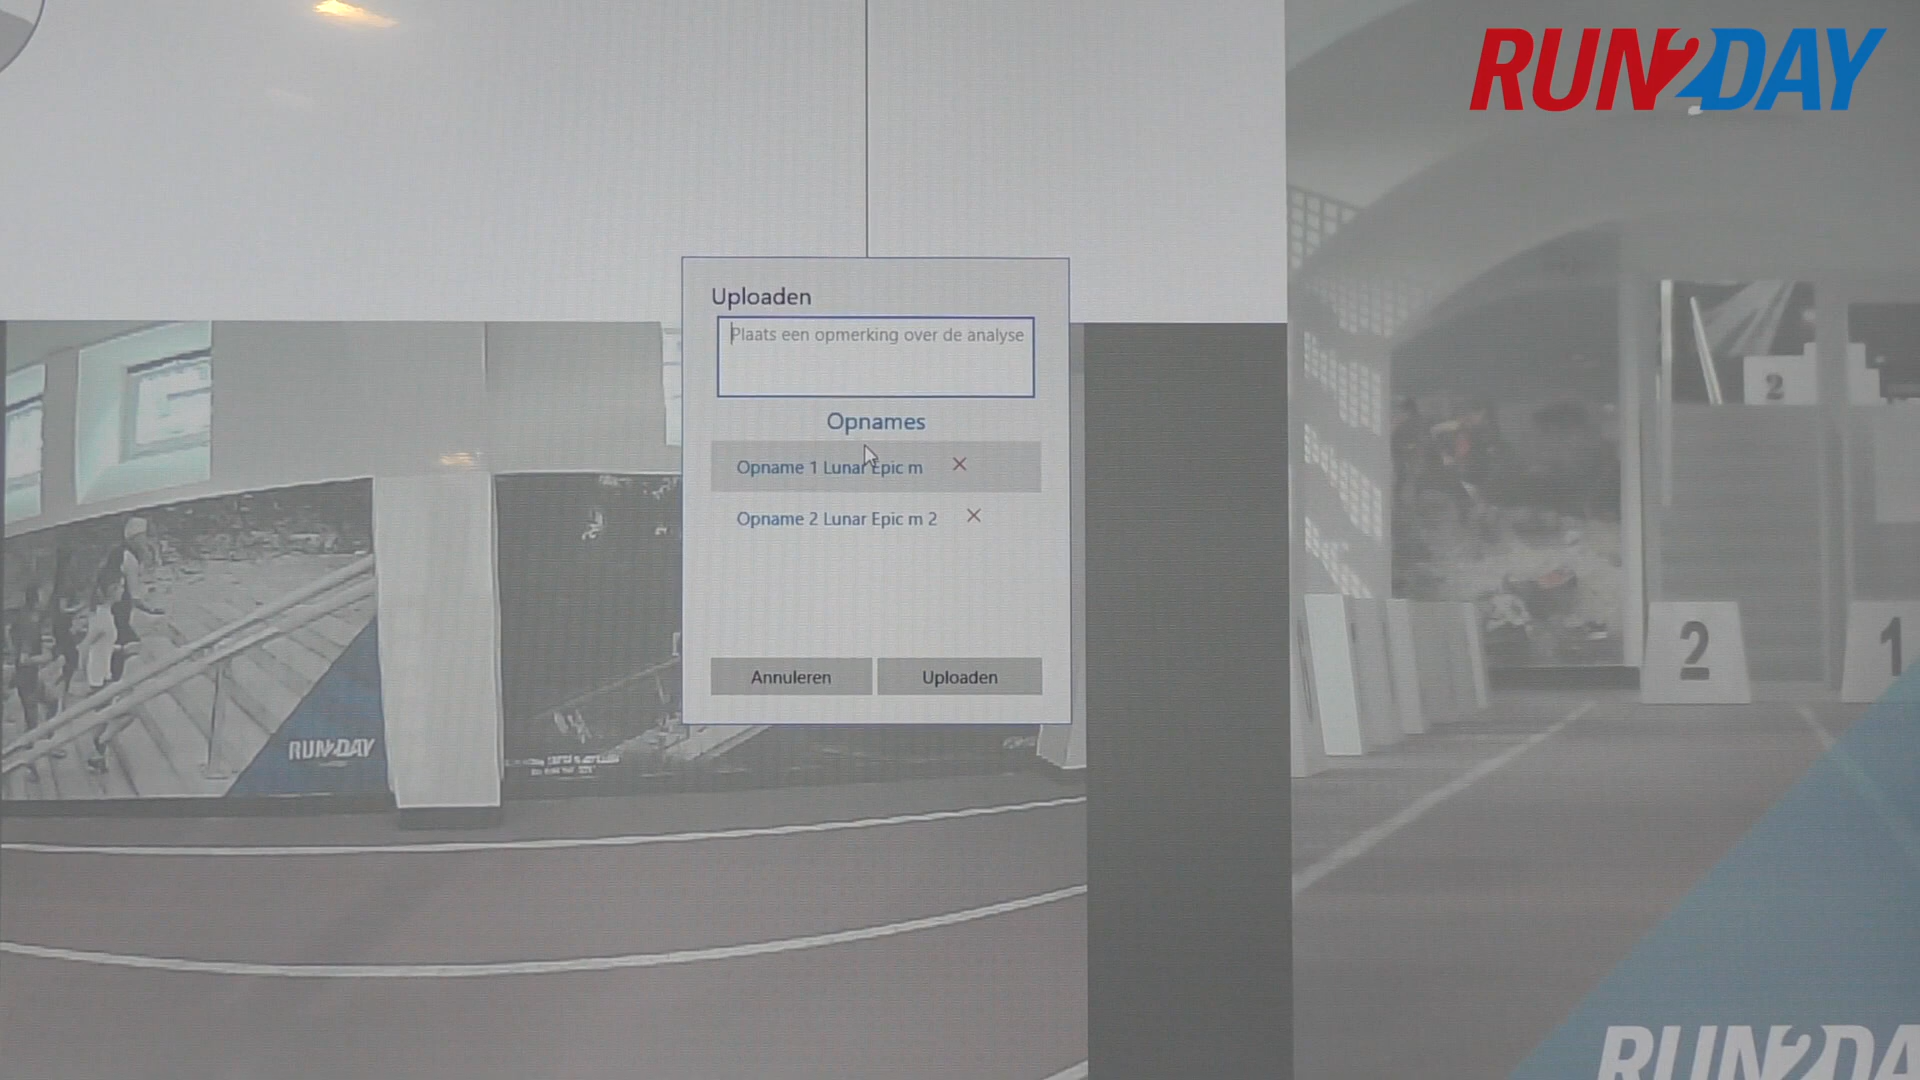 RUN2DAY
Uploaden
Plaats een opmerking over de analyse
Opnames
Opname 1 Lunar Epic m
Opname 2 Lunar Epic m 2
Annuleren
Uploaden
RUN2DAY
2
2
1
RUN2DA